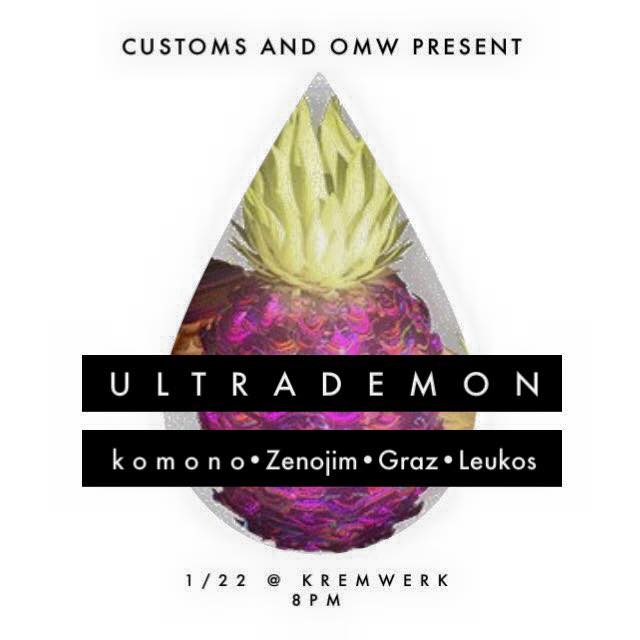 CUSTOMS AND OMW PRESENT
ULTRADEMON
komono•Zenojim•Graz•Leukos
1/22 @ KREMWERK
8PM